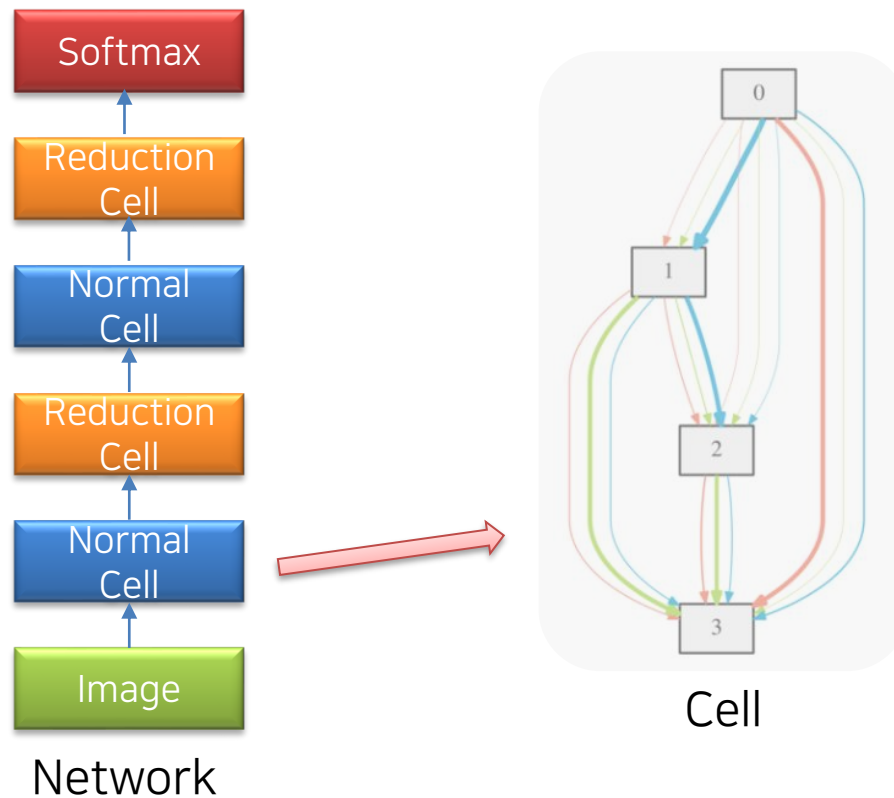 Softmax
Reduction
Cell
Normal
Cell
Reduction
Cell
Normal
Cell
Image
Network
0
1
2
3
Cell